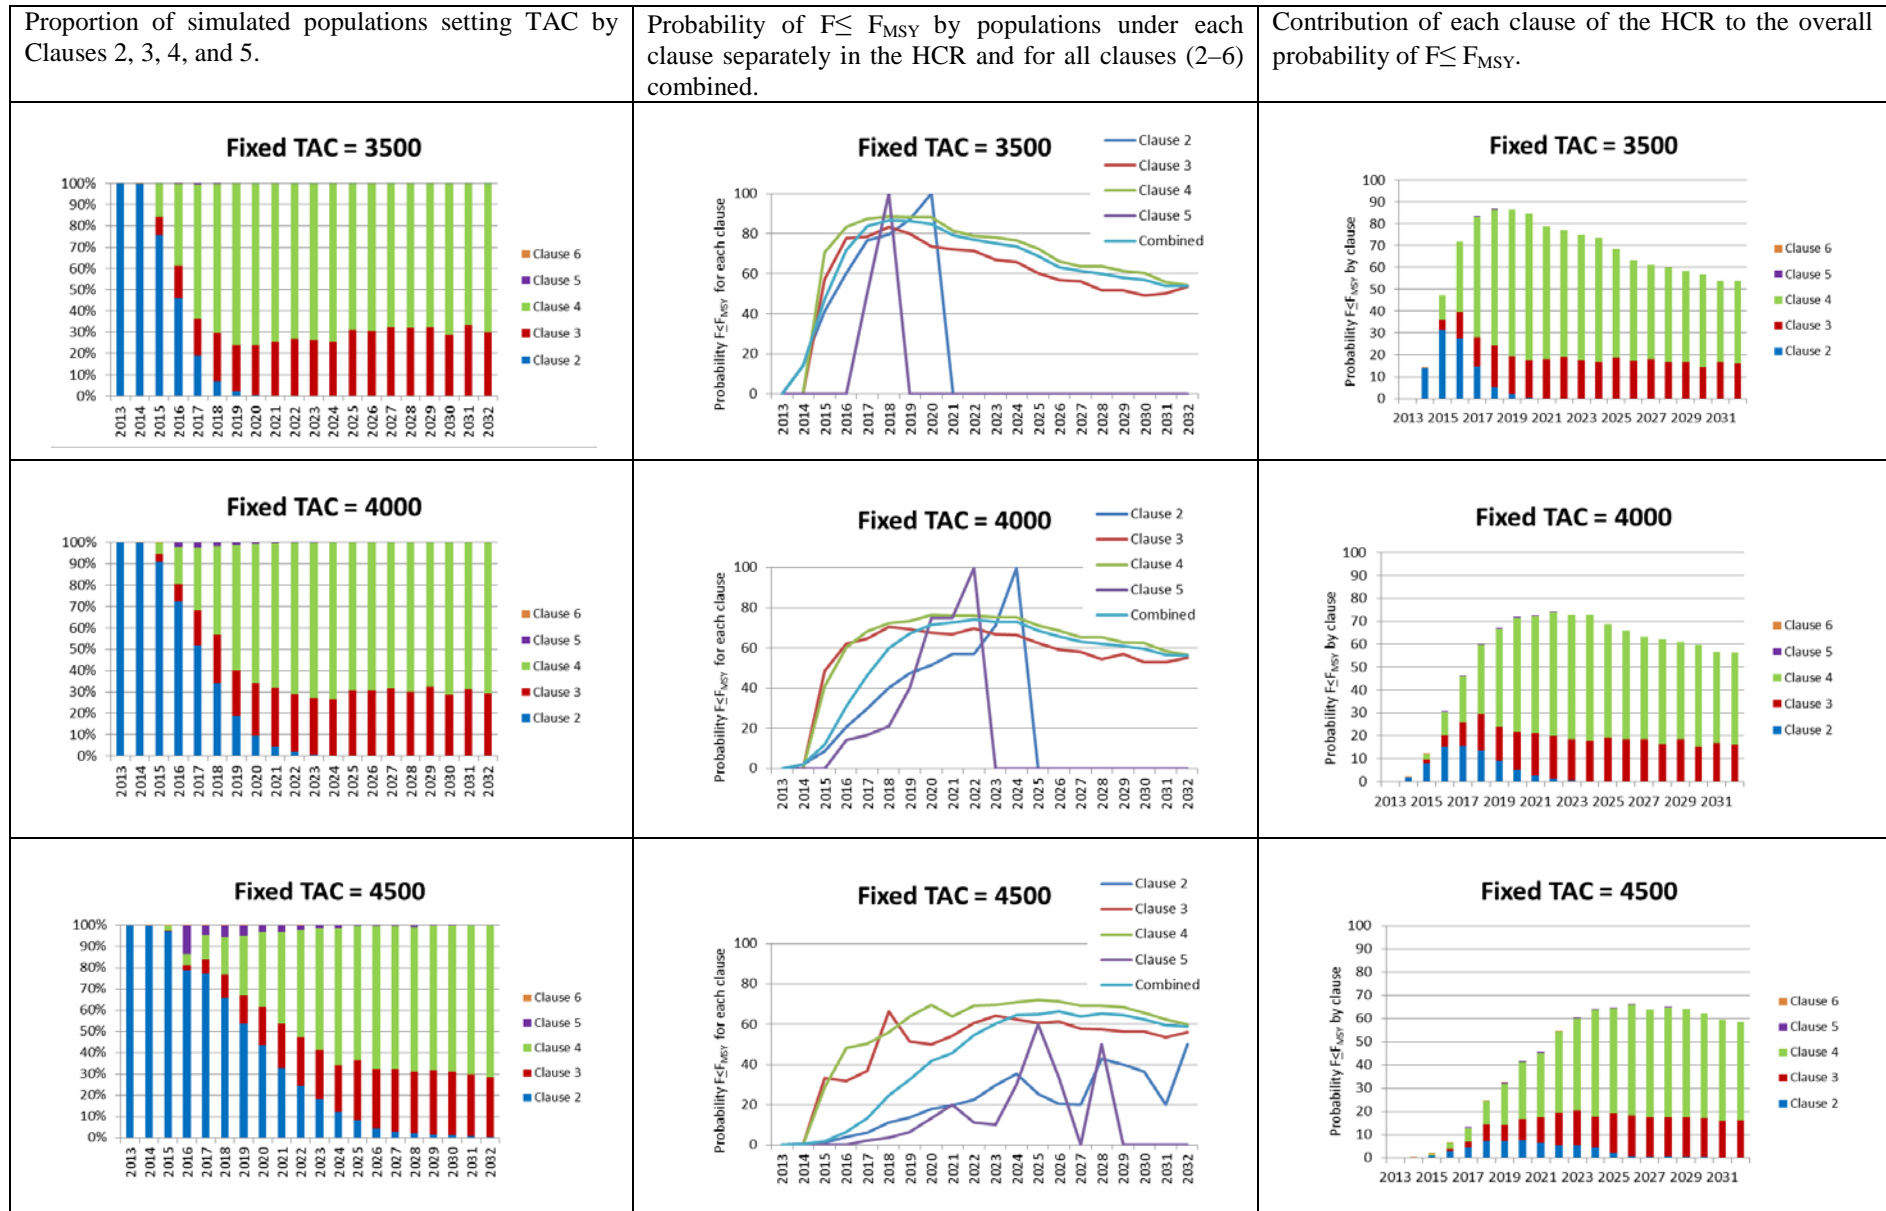 Proportion of simulated populations setting TAC by
Clauses 2, 3, 4, and 5.
Probability of F≤ FMSY by populations under each
clause separately in the HCR and for all clauses (2–6)
combined.
Contribution of each clause of the HCR to the overall
probability of F≤ FMSY.
Fixed TAC = 3500
100%
90%
80%
70%
60%
50%
40%
30%
20%
10%
0%
2013 2014 2015 2016 2017 2018 2019 2020 2021 2022 2023 2024 2025 2026 2027 2028 2029 2030 2031 2032
Clause 6
Clause 5
Clause 4
Clause 3
Clause 2
Fixed TAC = 3500
Probability F≤FMSY for each clause
100
80
60
40
20
0
2013 2014 2015 2016 2017 2018 2019 2020 2021 2022 2023 2024 2025 2026 2027 2028 2029 2030 2031 2032
Clause 2
Clause 3
Clause 4
Clause 5
Combined
Fixed TAC = 3500
Probability F≤FMSY by clause
100
90
80
70
60
50
40
30
20
10
0
2013 2015 2017 2019 2021 2023 2025 2027 2029 2031
Clause 6
Clause 5
Clause 4
Clause 3
Clause 2
Fixed TAC = 4000
100%
90%
80%
70%
60%
50%
40%
30%
20%
10%
0%
2013 2014 2015 2016 2017 2018 2019 2020 2021 2022 2023 2024 2025 2026 2027 2028 2029 2030 2031 2032
Clause 6
Clause 5
Clause 4
Clause 3
Clause 2
Fixed TAC = 4000
Probability F≤FMSY for each clause
100
80
60
40
20
0
2013 2014 2015 2016 2017 2018 2019 2020 2021 2022 2023 2024 2025 2026 2027 2028 2029 2030 2031 2032
Clause 2
Clause 3
Clause 4
Clause 5
Combined
Fixed TAC = 4000
Probability F≤FMSY by clause
100
90
80
70
60
50
40
30
20
10
0
2013 2015 2017 2019 2021 2023 2025 2027 2029 2031
Clause 6
Clause 5
Clause 4
Clause 3
Clause 2
Fixed TAC = 4500
100%
90%
80%
70%
60%
50%
40%
30%
20%
10%
0%
2013 2014 2015 2016 2017 2018 2019 2020 2021 2022 2023 2024 2025 2026 2027 2028 2029 2030 2031 2032
Clause 6
Clause 5
Clause 4
Clause 3
Clause 2
Fixed TAC = 4500
Probability F≤FMSY for each clause
100
80
60
40
20
0
2013 2014 2015 2016 2017 2018 2019 2020 2021 2022 2023 2024 2025 2026 2027 2028 2029 2030 2031 2032
Clause 2
Clause 3
Clause 4
Clause 5
Combined
Fixed TAC = 4500
Probability F≤FMSY by clause
100
90
80
70
60
50
40
30
20
10
0
2013 2015 2017 2019 2021 2023 2025 2027 2029 2031
Clause 6
Clause 5
Clause 4
Clause 3
Clause 2